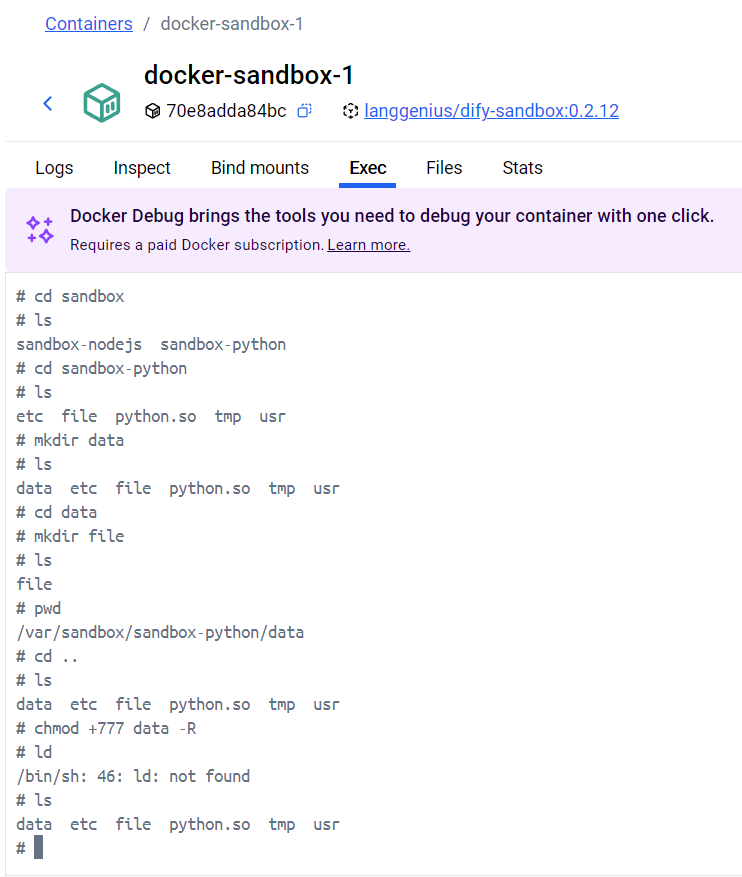 Containers / docker-sandbox-1
docker-sandbox-1
70e8adda84bc langgenius/dify-sandbox:0.2.12
Logs Inspect Bind mounts Exec Files Stats
Docker Debug brings the tools you need to debug your container with one click.
Requires a paid Docker subscription. Learn more.
# cd sandbox
# ls
sandbox-nodejs  sandbox-python
# cd sandbox-python
# ls
etc  file  python.so  tmp  usr
# mkdir data
# ls
data  etc  file  python.so  tmp  usr
# cd data
# mkdir file
# ls
file
# pwd
/var/sandbox/sandbox-python/data
# cd ..
# ls
data  etc  file  python.so  tmp  usr
# chmod +777 data -R
# ld
/bin/sh: 46: ld: not found
# ls
data  etc  file  python.so  tmp  usr
#